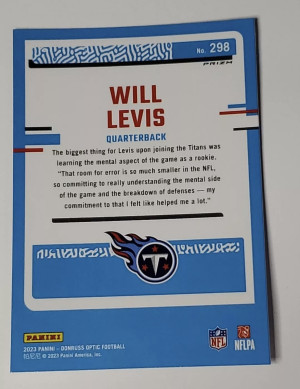 No. 298
PRIZM
WILL
LEVIS
QUARTERBACK
The biggest thing for Levis upon joining the Titans was
learning the mental aspect of the game as a rookie.
"That room for error is so much smaller in the NFL,
so committing to really understanding the mental side
of the game and the breakdown of defenses — my
commitment to that I felt like helped me a lot."
T
PANINI
2023 PANINI - DONRUSS OPTIC FOOTBALL
© 2023 Panini America, Inc.
NFL
NFLPA